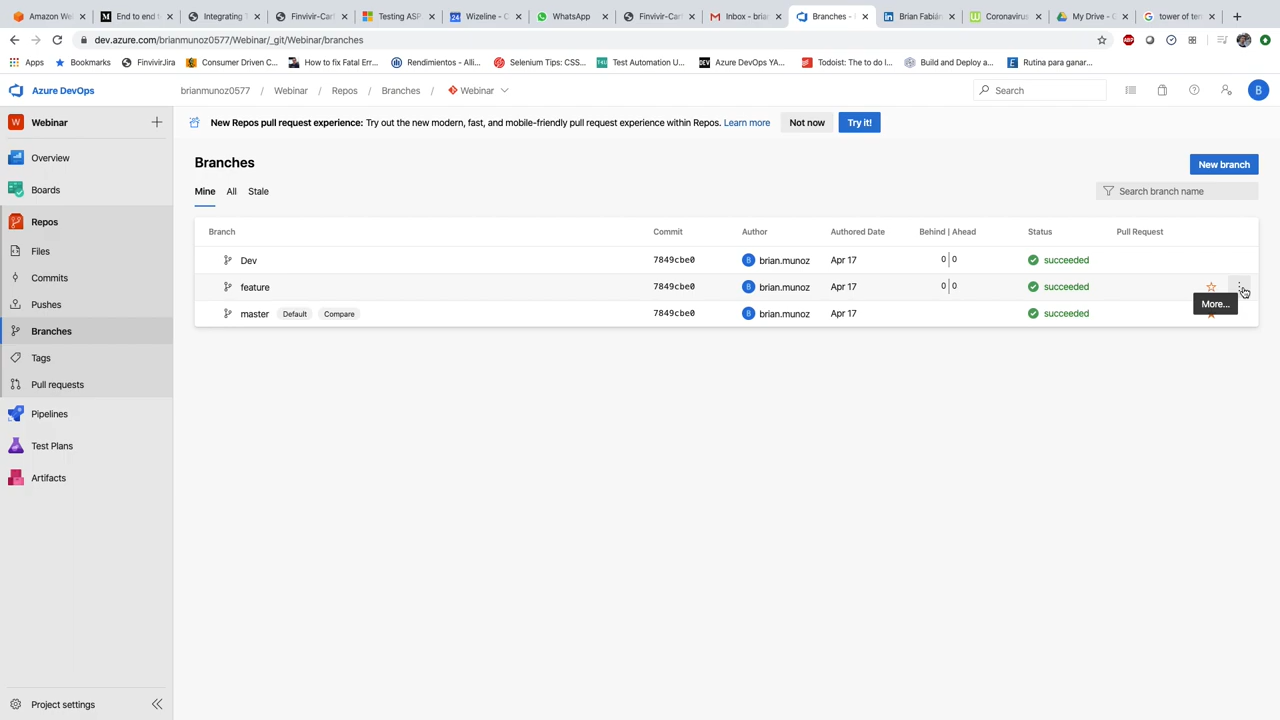 Amazon We
End to end t
Integrating T
Finvivir-Cart
Testing ASP
Wizeline - C
WhatsApp
Finvivir-Cart
Inbox - brian
Branches -
Brian Fabián
Coronavirus
My Drive - G
tower of ten
dev.azure.com/brianmunoz0577/Webinar/_git/Webinar/branches
Apps
Bookmarks
FinvivirJira
Consumer Driven C...
How to fix Fatal Err...
Rendimientos - Alli...
Selenium Tips: CSS...
Test Automation U...
Azure DevOps YA...
Todoist: The to do l...
Build and Deploy a...
Rutina para ganar...
Azure DevOps
brianmunoz0577 / Webinar / Repos / Branches / Webinar
Search
B
W Webinar
New Repos pull request experience: Try out the new modern, fast, and mobile-friendly pull request experience within Repos. Learn more
Not now
Try it!
Overview
Boards
Repos
Files
Commits
Pushes
Branches
Tags
Pull requests
Pipelines
Test Plans
Artifacts
Project settings
Branches
New branch
Mine All Stale
Search branch name
Branch Commit Author Authored Date Behind | Ahead Status Pull Request
Dev 7849cbe0 B brian.munoz Apr 17 0 | 0 succeeded
feature 7849cbe0 B brian.munoz Apr 17 0 | 0 succeeded
More...
master Default Compare 7849cbe0 B brian.munoz Apr 17 succeeded